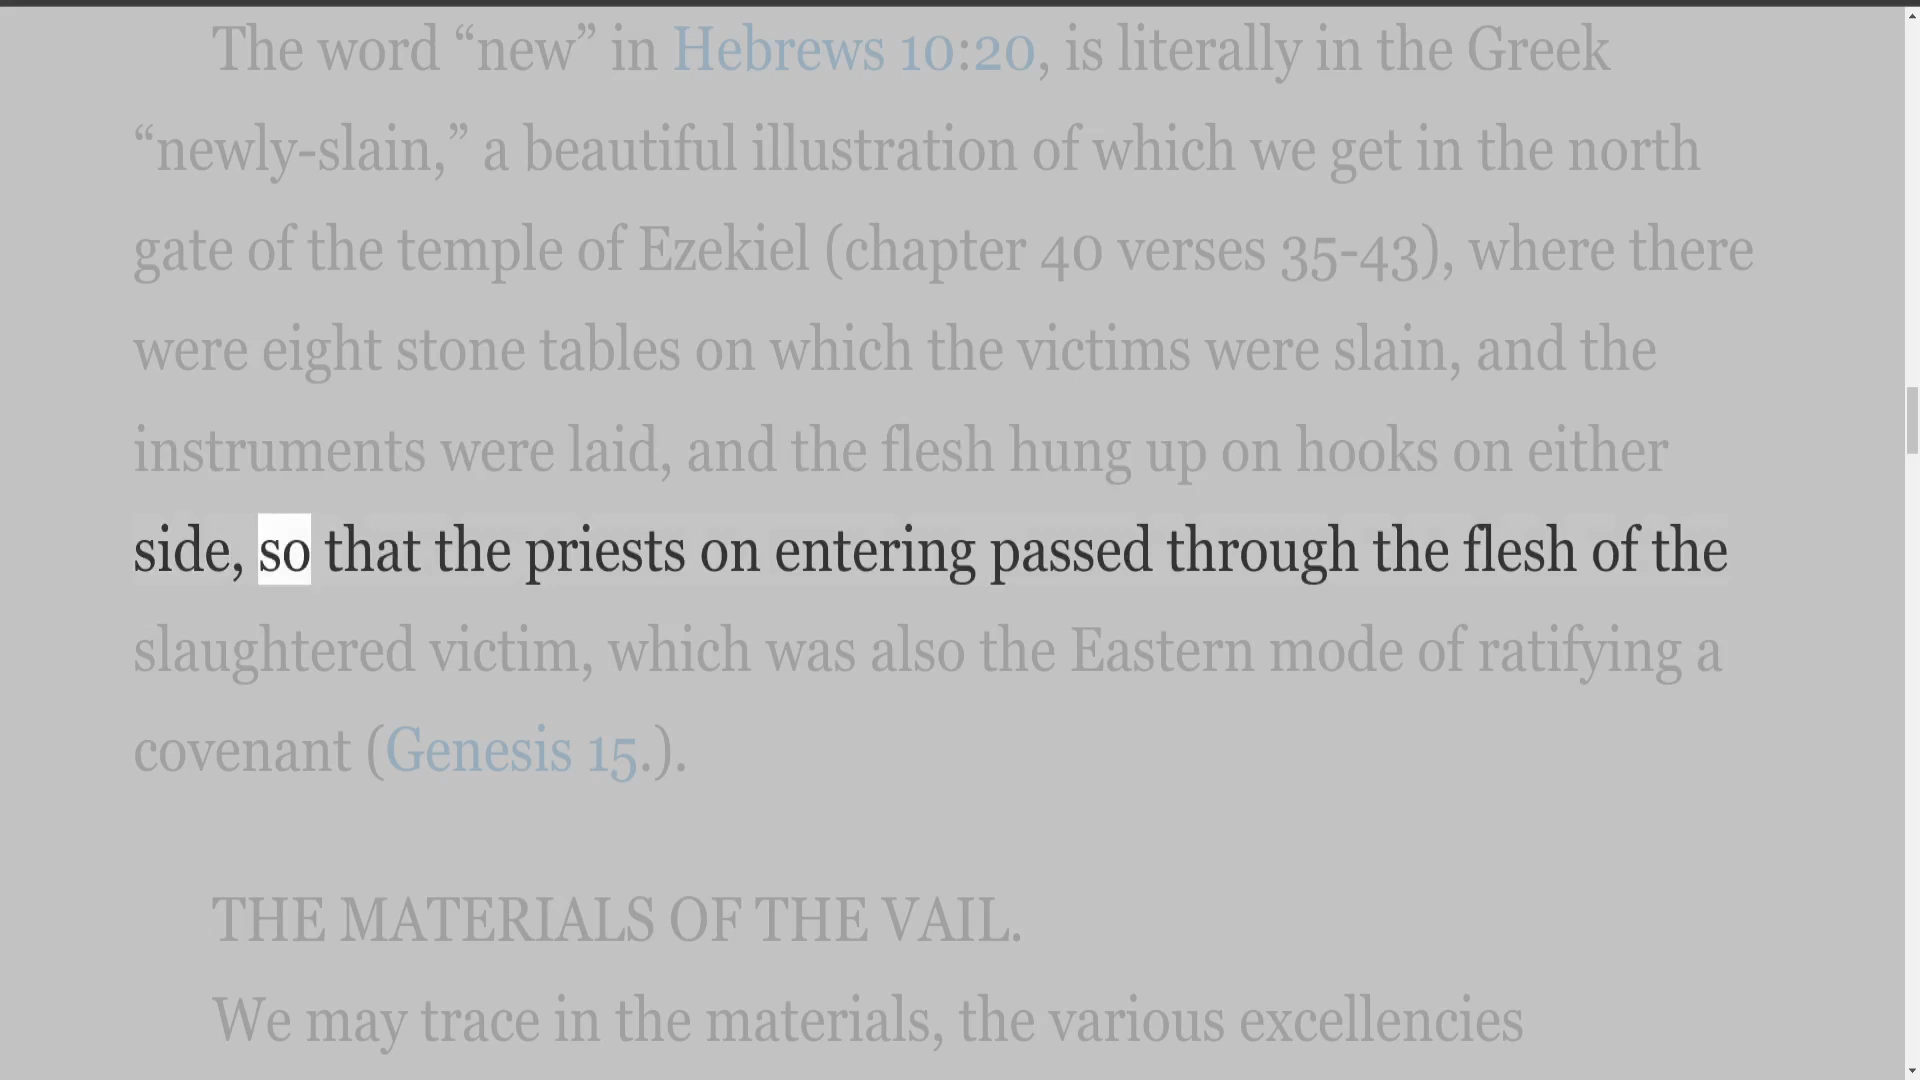 The word “new” in Hebrews 10:20, is literally in the Greek
“newly-slain,” a beautiful illustration of which we get in the north
gate of the temple of Ezekiel (chapter 40 verses 35-43), where there
were eight stone tables on which the victims were slain, and the
instruments were laid, and the flesh hung up on hooks on either
side, so that the priests on entering passed through the flesh of the
slaughtered victim, which was also the Eastern mode of ratifying a
covenant (Genesis 15.).
THE MATERIALS OF THE VAIL.
We may trace in the materials, the various excellencies